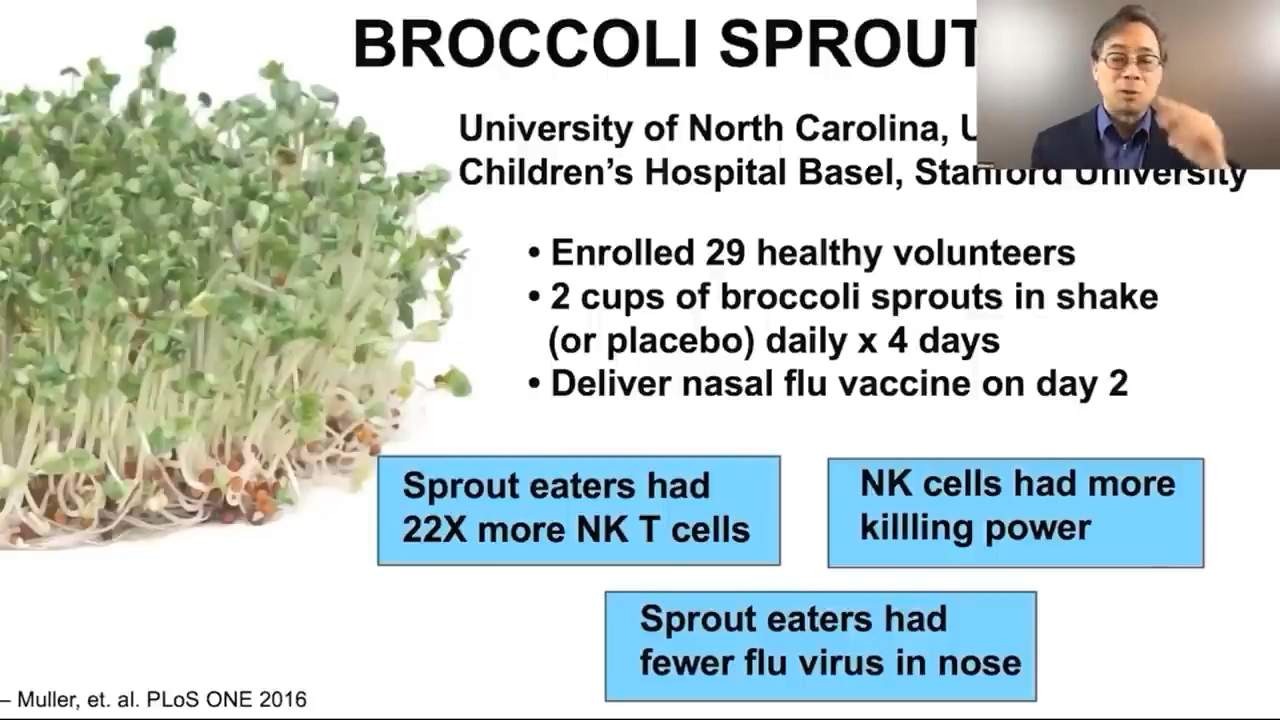 BROCCOLI SPROUT
University of North Carolina, U
Children's Hospital Basel, Stanford University
• Enrolled 29 healthy volunteers
• 2 cups of broccoli sprouts in shake
(or placebo) daily x 4 days
• Deliver nasal flu vaccine on day 2
Sprout eaters had
22X more NK T cells
NK cells had more
killling power
Sprout eaters had
fewer flu virus in nose
– Muller, et. al. PLoS ONE 2016